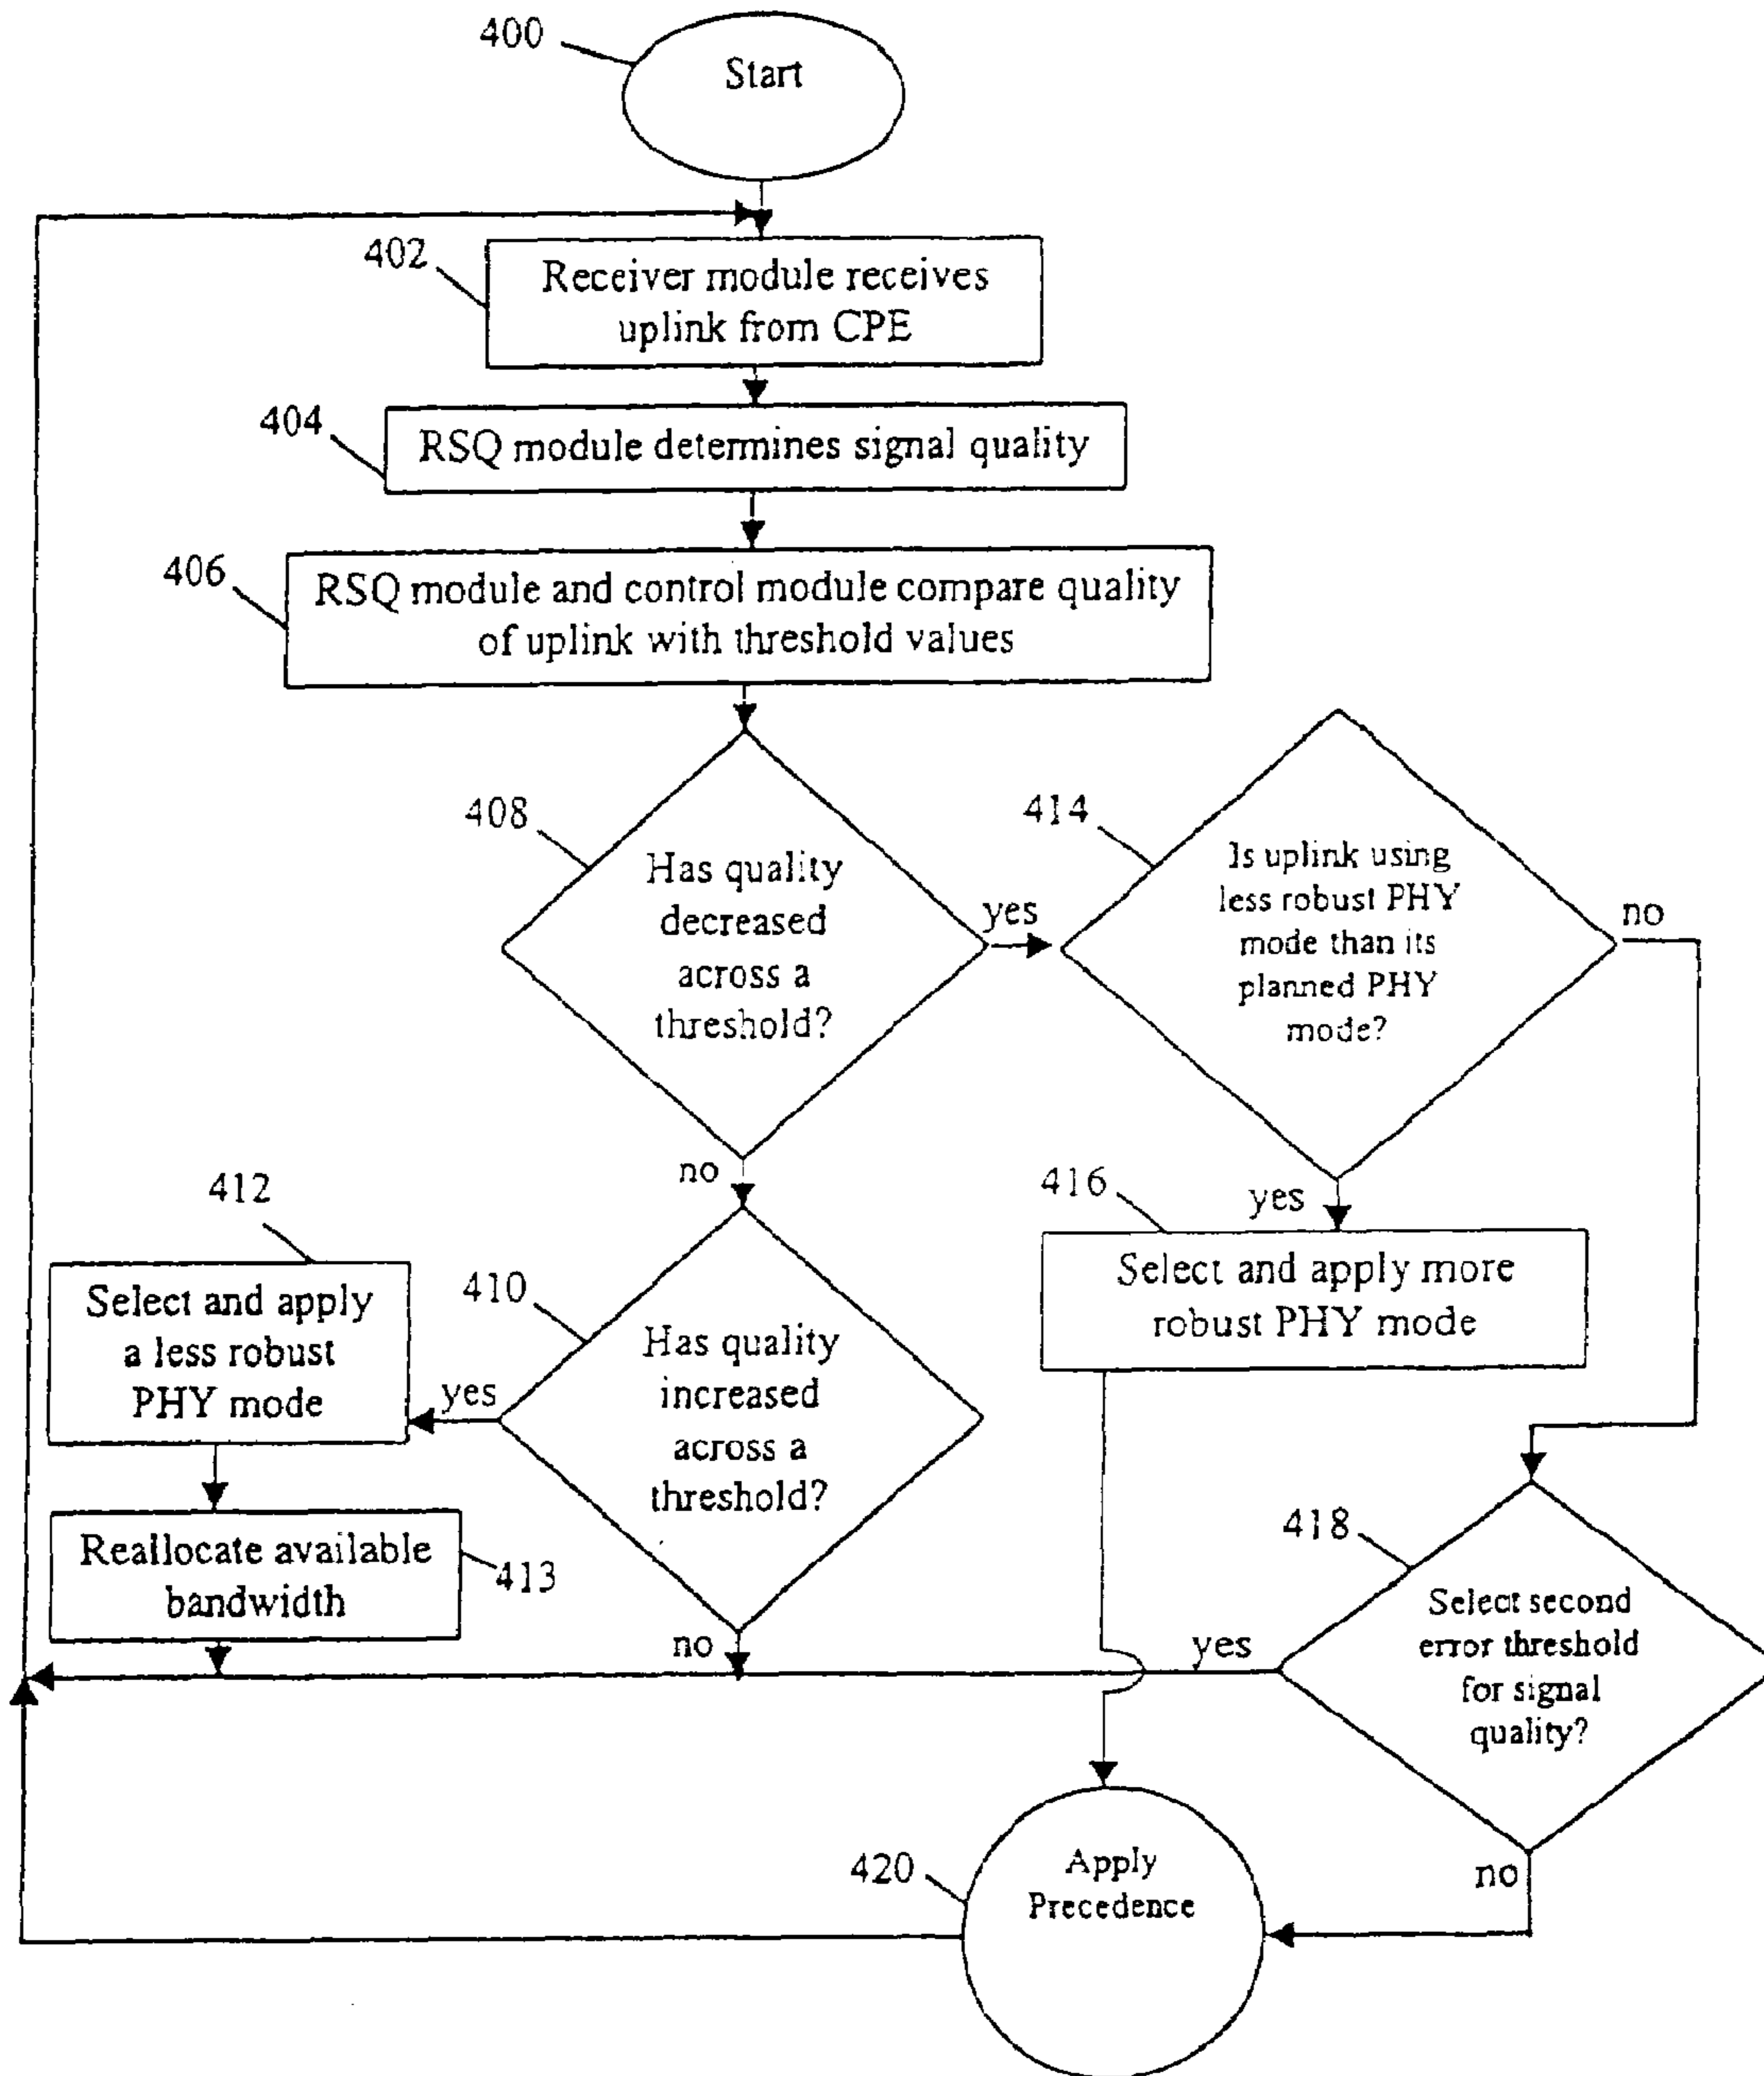 400
Start
402
Receiver module receives
uplink from CPE
404
RSQ module determines signal quality
406
RSQ module and control module compare quality
of uplink with threshold values
408
Has quality
decreased
across a
threshold?
yes
no
414
Is uplink using
less robust PHY
mode than its
planned PHY
mode?
no
yes
416
Select and apply more
robust PHY mode
412
Select and apply
a less robust
PHY mode
410
Has quality
increased
across a
threshold?
yes
no
Reallocate available
bandwidth
413
418
Select second
error threshold
for signal
quality?
yes
no
420
Apply
Precedence